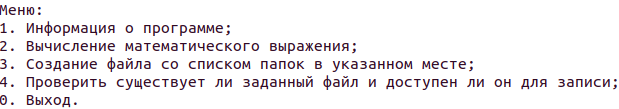 Меню:
1. Информация о программе;
2. Вычисление математического выражения;
3. Создание файла со списком папок в указанном месте;
4. Проверить существует ли заданный файл и доступен ли он для записи;
0. Выход.